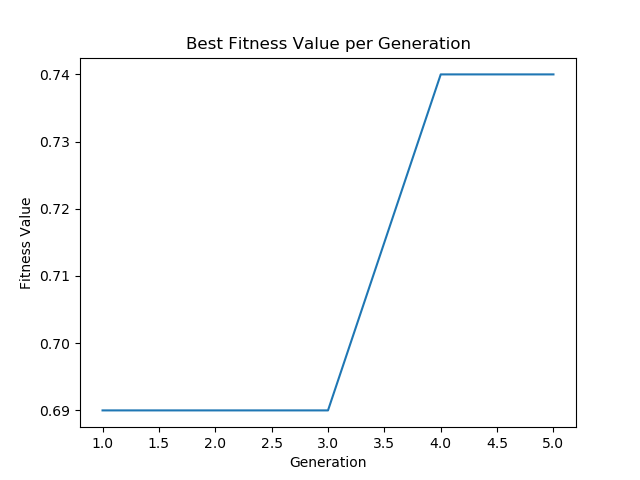 Best Fitness Value per Generation
0.74
0.73
0.72
0.71
0.70
0.69
Fitness Value
1.0 1.5 2.0 2.5 3.0 3.5 4.0 4.5 5.0
Generation